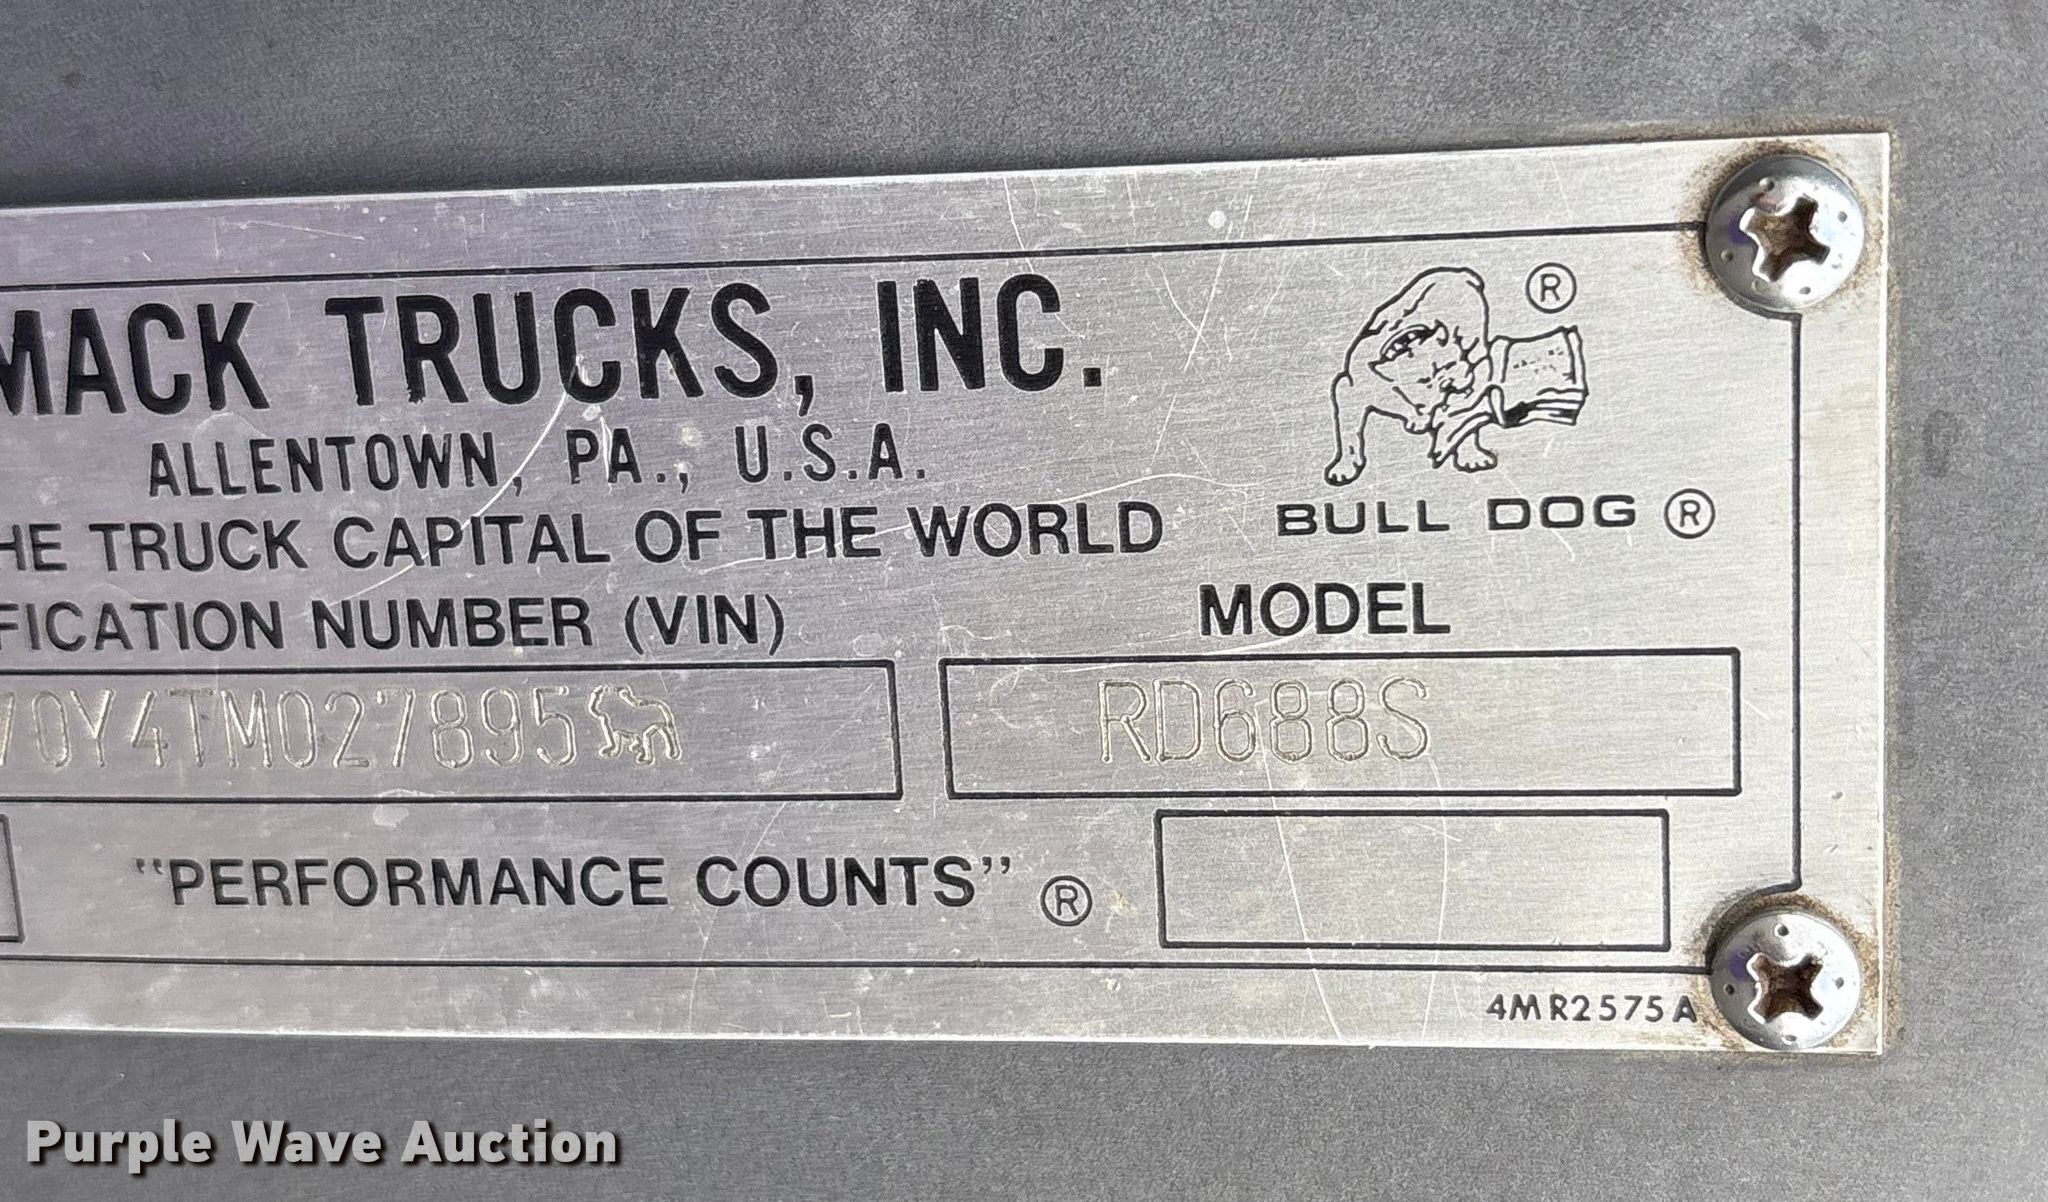 MACK TRUCKS, INC.
®
ALLENTOWN, PA., U.S.A.
HE TRUCK CAPITAL OF THE WORLD
BULL DOG ®
FICATION NUMBER (VIN)
MODEL
0Y4TM027895
RD688S
"PERFORMANCE COUNTS" ®
4MR2575A
Purple Wave Auction